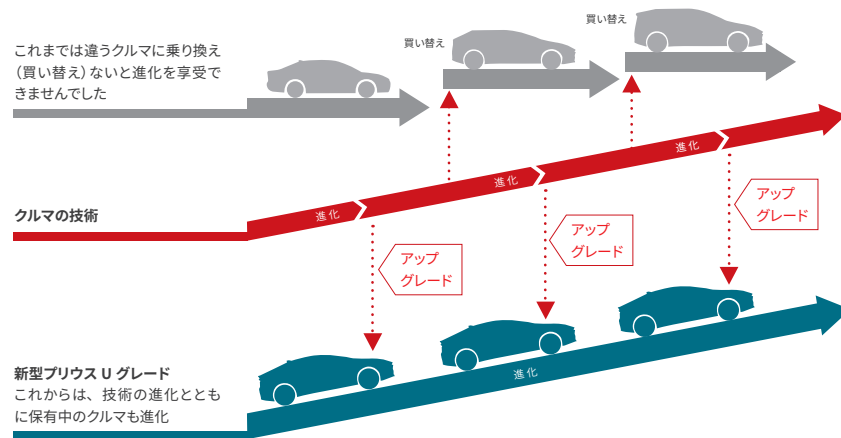 買い替え
買い替え
これまでは違うクルマに乗り換え
（買い替え）ないと進化を享受で
きませんでした
進化
進化
進化
クルマの技術
アップ
グレード
アップ
グレード
アップ
グレード
新型プリウス U グレード
これからは、技術の進化ととも
に保有中のクルマも進化
進化